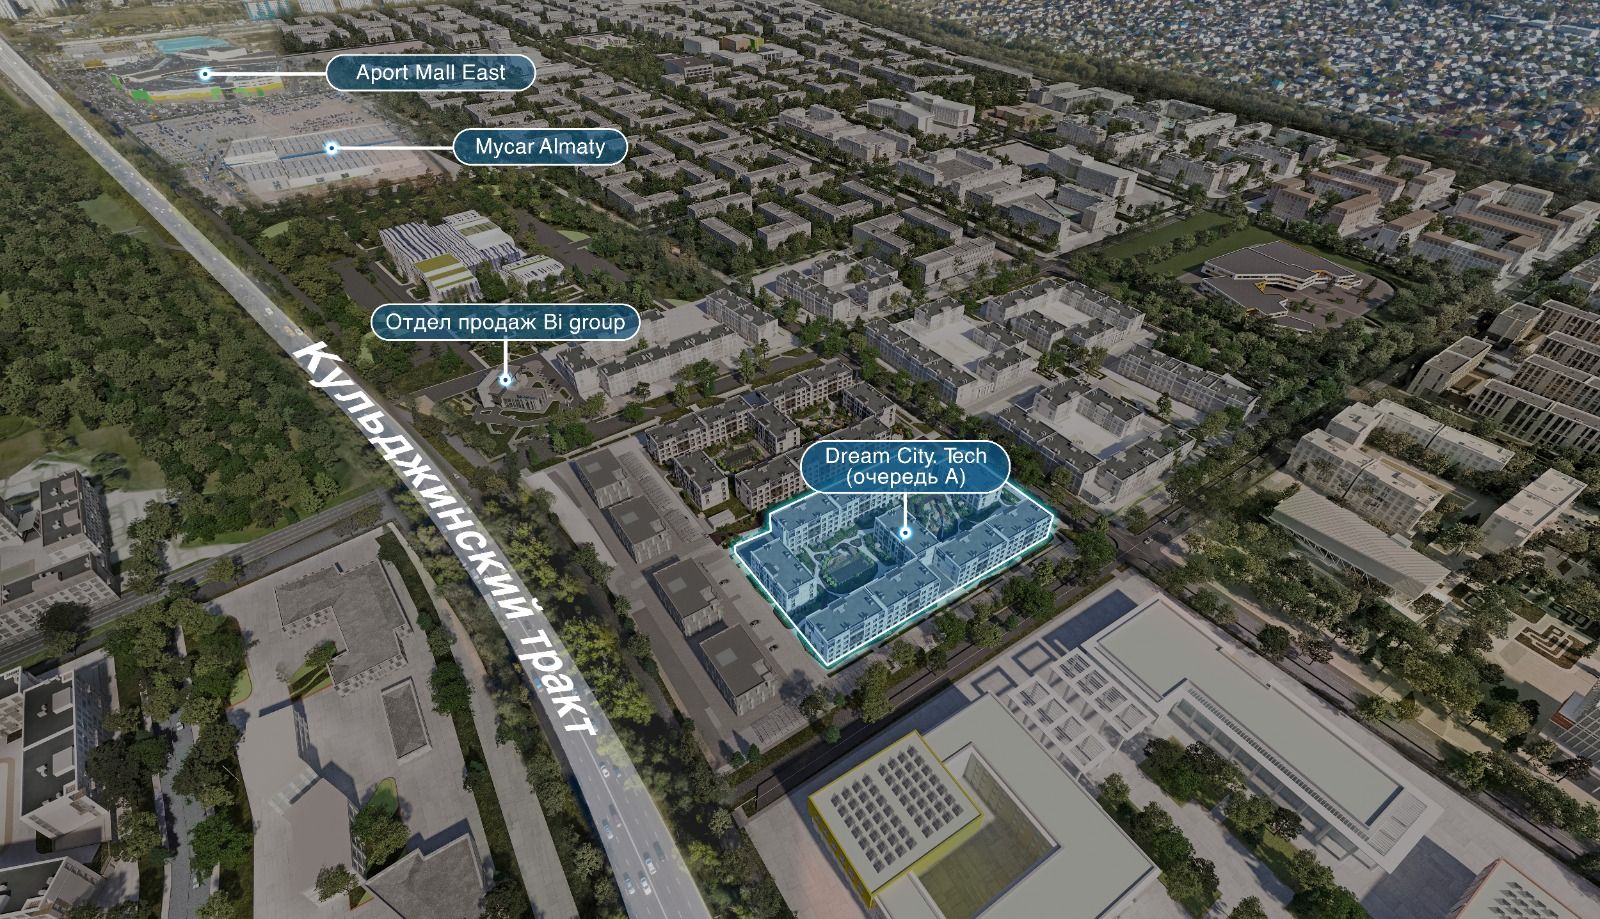 Aport Mall East
Mycar Almaty
Отдел продаж Bi group
Кульджинский тракт
Dream City. Tech
(очередь А)